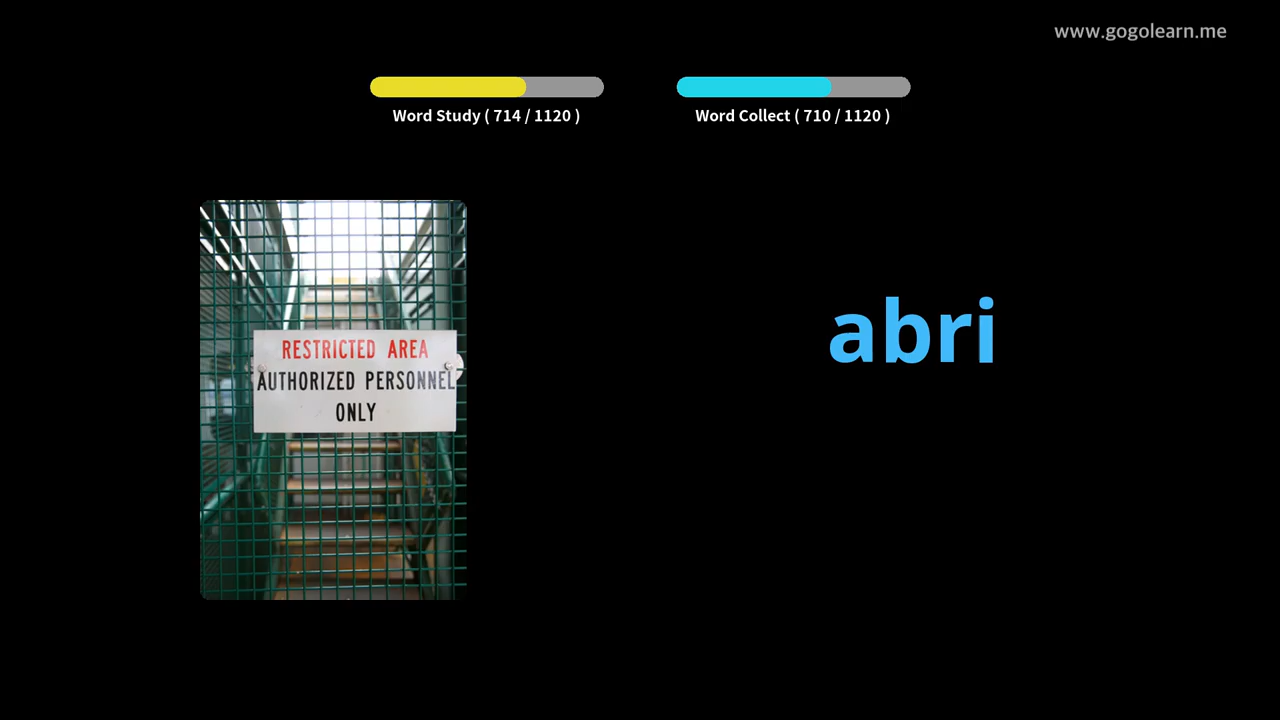 www.gogolearn.me
Word Study ( 714 / 1120 )
Word Collect ( 710 / 1120 )
RESTRICTED AREA
AUTHORIZED PERSONNEL
ONLY
abri